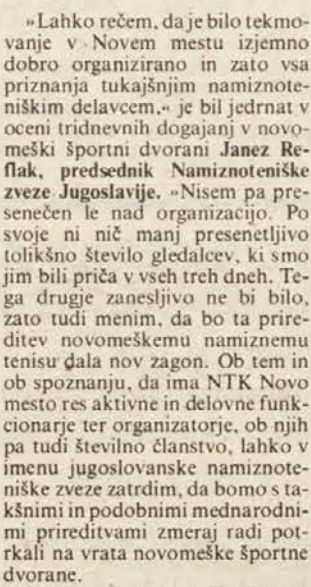 »Lahko rečem, da je bilo tekmo-
vanje v Novem mestu izjemno
dobro organizirano in zato vsa
priznanja tukajšnjim namiznote-
niškim delavcem,« je bil jedrnat v
oceni tridnevnih dogajanj v novo-
meški športni dvorani Janez Re-
flak, predsednik Namiznoteniške
zveze Jugoslavije. »Nisem pa pre-
senečen le nad organizacijo. Po
svoje ni nič manj presenetljivo
tolikšno število gledalcev, ki smo
jim bili priča v vseh treh dneh. Te-
ga drugje zanesljivo ne bi bilo,
zato tudi menim, da bo ta prire-
ditev novomeškemu namiznemu
tenisu dala nov zagon. Ob tem in
ob spoznanju, da ima NTK Novo
mesto res aktivne in delovne funk-
cionarje ter organizatorje, ob njih
pa tudi številno članstvo, lahko v
imenu jugoslovanske namiznote-
niške zveze zatrdim, da bomo s ta-
kšnimi in podobnimi mednarodni-
mi prireditvami zmeraj radi pot-
rkali na vrata novomeške športne
dvorane.